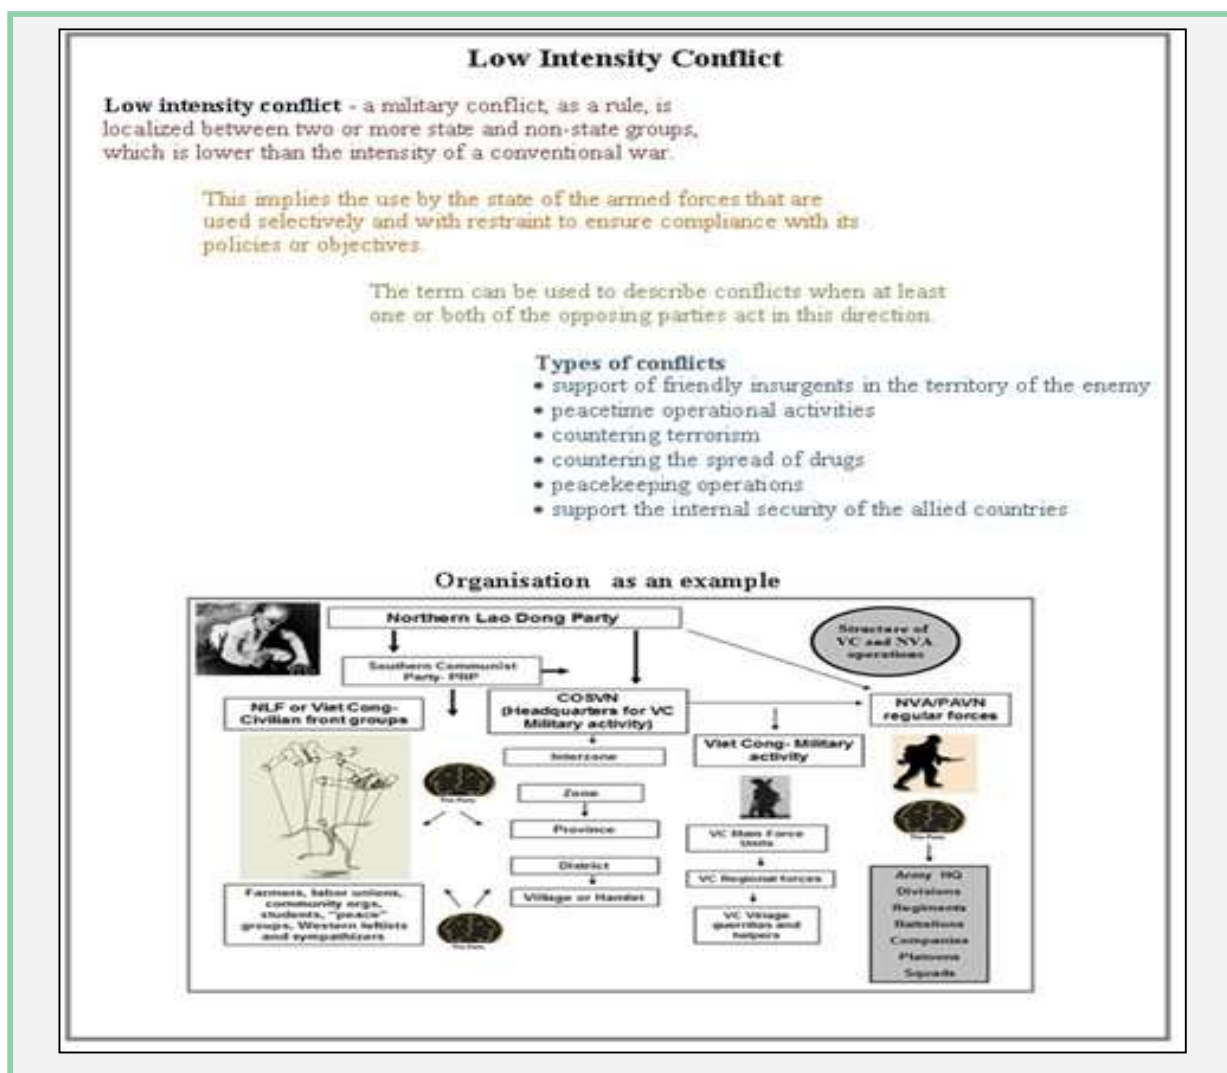 Low Intensity Conflict
Low intensity conflict - a military conflict, as a rule, is
localized between two or more state and non-state groups,
which is lower than the intensity of a conventional war.
This implies the use by the state of the armed forces that are
used selectively and with restraint to ensure compliance with its
policies or objectives.
The term can be used to describe conflicts when at least
one or both of the opposing parties act in this direction.
Types of conflicts
• support of friendly insurgents in the territory of the enemy
• peacetime operational activities
• countering terrorism
• countering the spread of drugs
• peacekeeping operations
• support the internal security of the allied countries
Organisation as an example
Northern Lao Dong Party
Structure of
VC and NVA
operations
Southern Communist
Party- PRP
NLF or Viet Cong-
Civilian front groups
COSVN
(Headquarters for VC
Military activity)
NVA/PAVN
regular forces
Viet Cong- Military
activity
Interzone
Zone
Province
District
Village or Hamlet
The Party
The Party
The Party
VC Main Force
Units
VC Regional forces
VC Village
guerrillas and
helpers
Farmers, labor unions,
community orgs,
students, "peace"
groups, Western leftists
and sympathizers
Army HQ
Divisions
Regiments
Battalions
Companies
Platoons
Squads